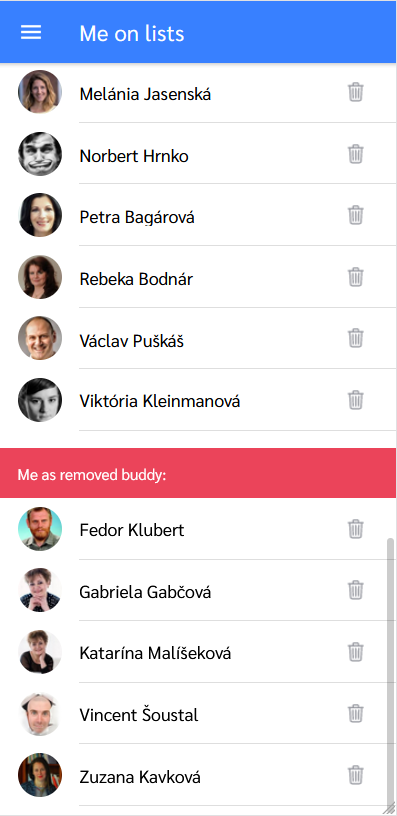 Me on lists
Melánia Jasenská
Norbert Hrnko
Petra Bagárová
Rebeka Bodnár
Václav Puškáš
Viktória Kleinmanová
Me as removed buddy:
Fedor Klubert
Gabriela Gabčová
Katarína Malíšeková
Vincent Šoustal
Zuzana Kavková